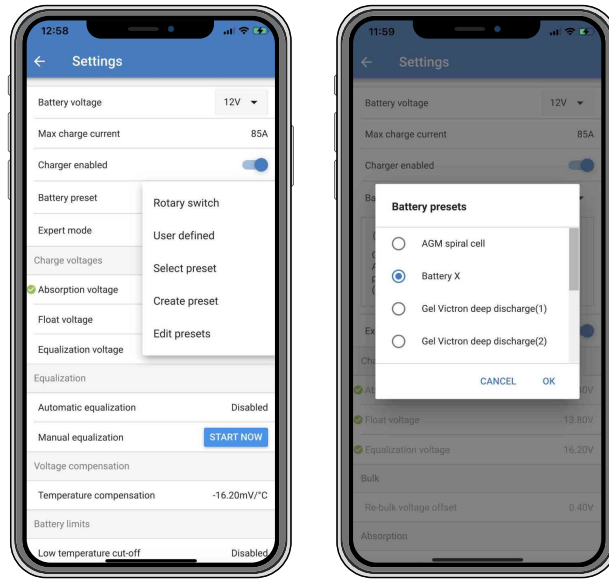 12:58
Settings
Battery voltage 12V
Max charge current 85A
Charger enabled
Battery preset
Rotary switch
User defined
Select preset
Create preset
Edit presets
Expert mode
Charge voltages
Absorption voltage
Float voltage
Equalization voltage
Equalization
Automatic equalization Disabled
Manual equalization START NOW
Voltage compensation
Temperature compensation -16.20mV/°C
Battery limits
Low temperature cut-off Disabled
11:59
Settings
Battery voltage 12V
Max charge current 85A
Charger enabled
Ba
Battery presets
AGM spiral cell
Battery X
Gel Victron deep discharge(1)
Gel Victron deep discharge(2)
CANCEL OK
Ex
Float voltage 13.80V
Equalization voltage 16.20V
Bulk
Re-bulk voltage offset 0.40V
Absorption